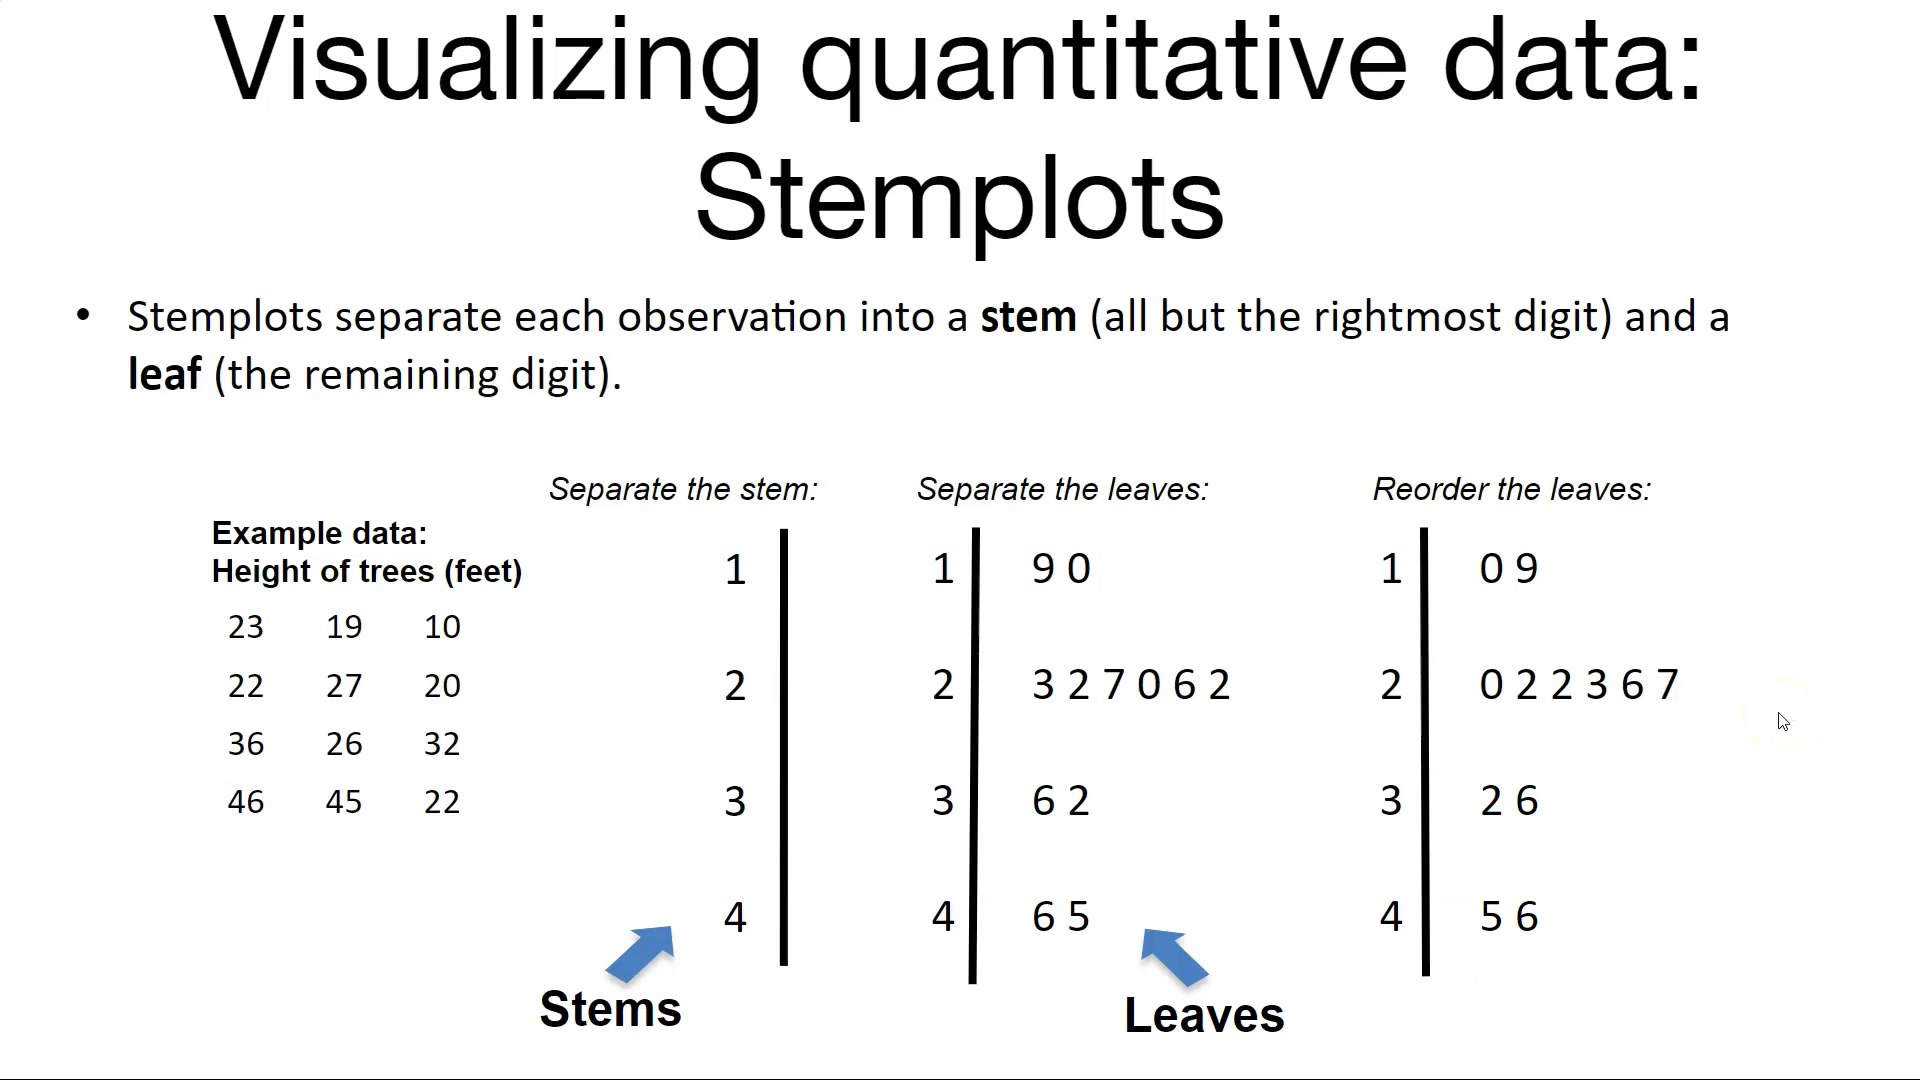 Visualizing quantitative data:
Stemplots
• Stemplots separate each observation into a stem (all but the rightmost digit) and a
leaf (the remaining digit).
Example data:
Height of trees (feet)
23 19 10
22 27 20
36 26 32
46 45 22
Separate the stem:
1
2
3
4
Stems
Separate the leaves:
1 9 0
2 3 2 7 0 6 2
3 6 2
4 6 5
Leaves
Reorder the leaves:
1 0 9
2 0 2 2 3 6 7
3 2 6
4 5 6